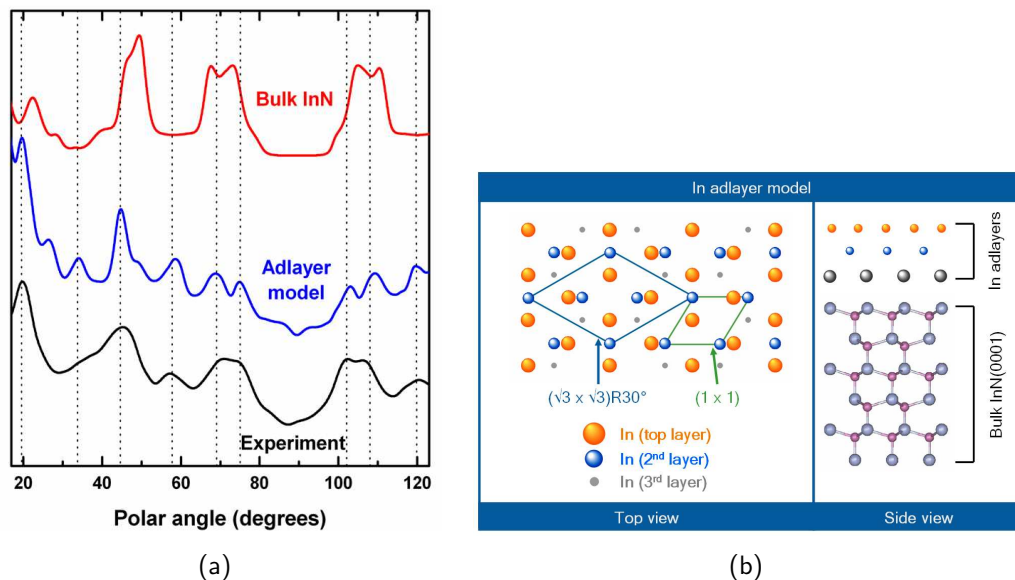 Bulk InN
Adlayer
model
Experiment
20 40 60 80 100 120
Polar angle (degrees)
(a)
In adlayer model
(√3 x √3)R30°
(1 x 1)
In (top layer)
In (2nd layer)
In (3rd layer)
In adlayers
Bulk InN(0001)
Top view
Side view
(b)